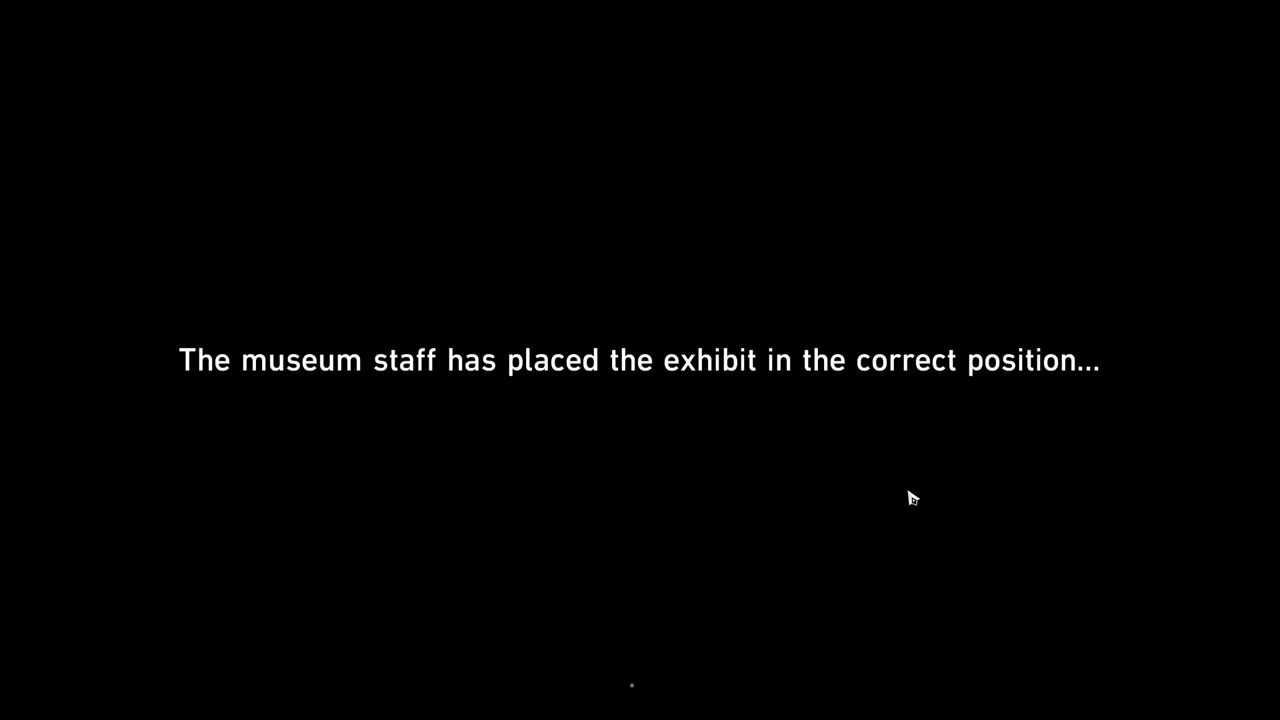 The museum staff has placed the exhibit in the correct position...